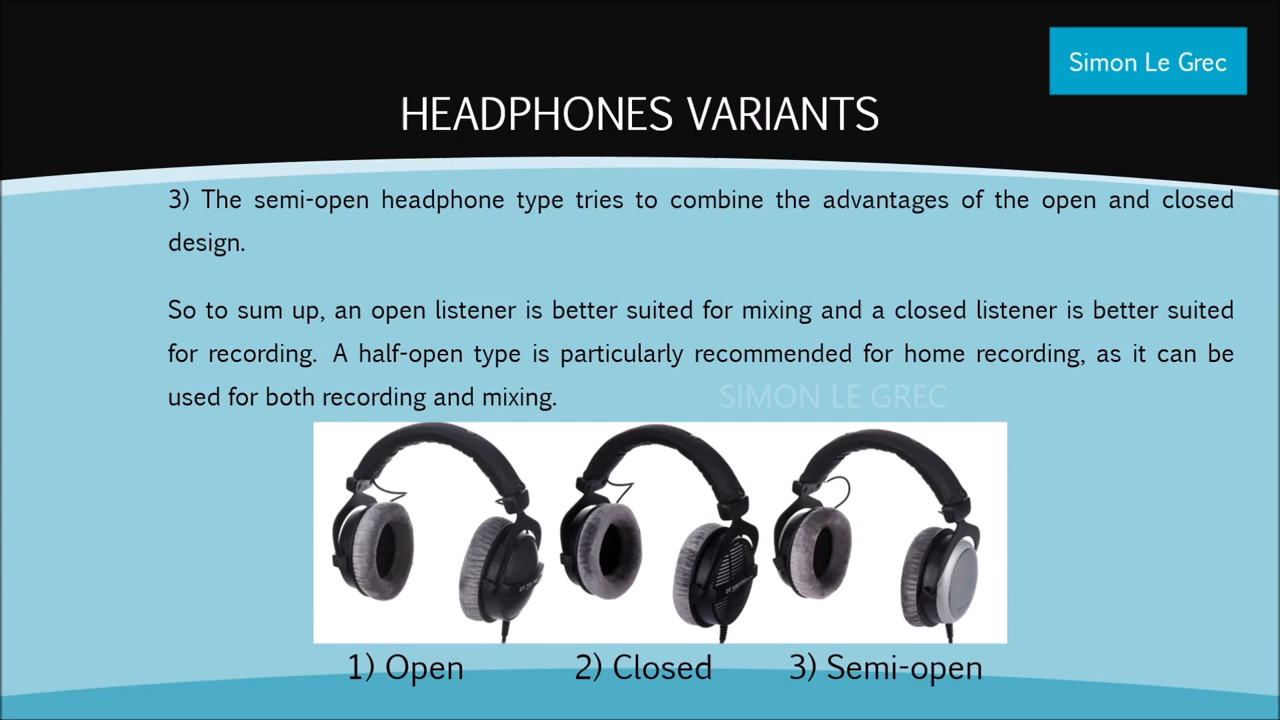 Simon Le Grec
HEADPHONES VARIANTS
3) The semi-open headphone type tries to combine the advantages of the open and closed
design.
So to sum up, an open listener is better suited for mixing and a closed listener is better suited
for recording. A half-open type is particularly recommended for home recording, as it can be
used for both recording and mixing.
SIMON LE GREC
1) Open
2) Closed
3) Semi-open